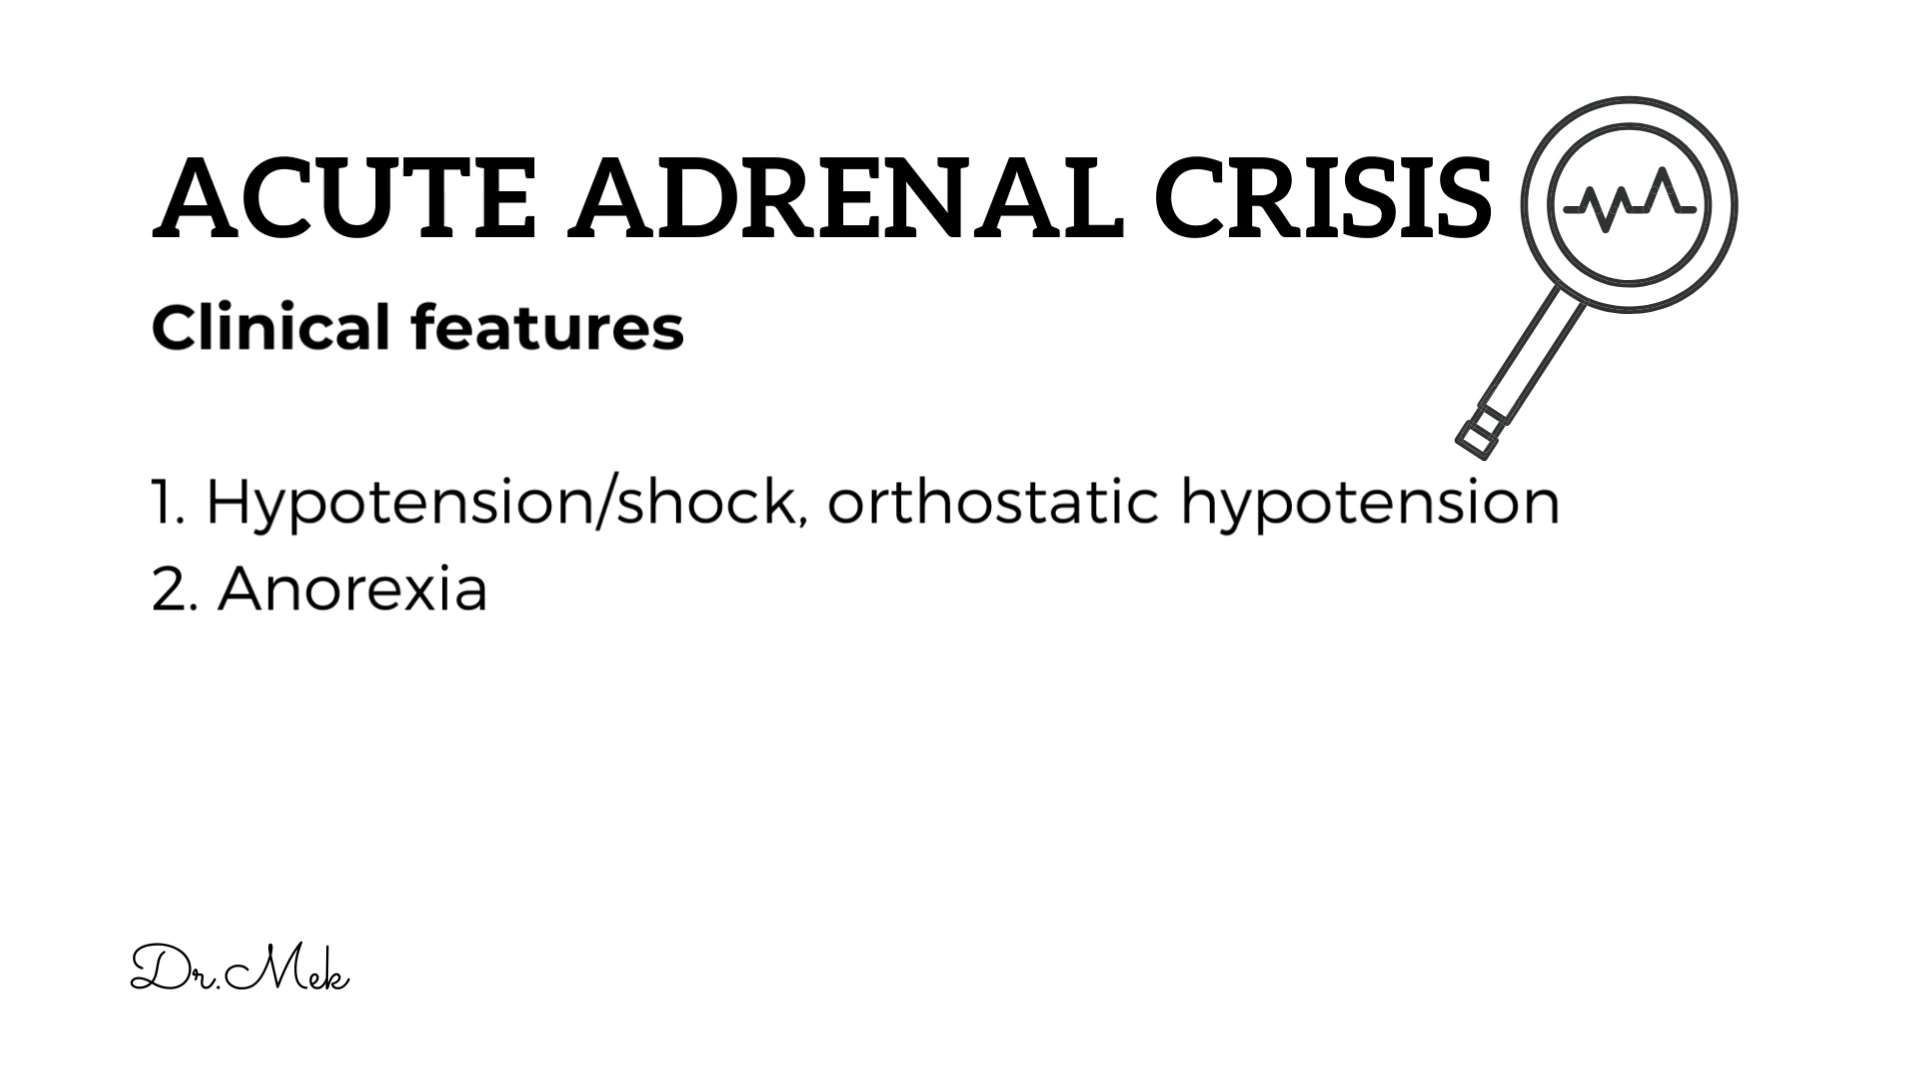 ACUTE ADRENAL CRISIS
Clinical features
1. Hypotension/shock, orthostatic hypotension
2. Anorexia
Dr.Mek